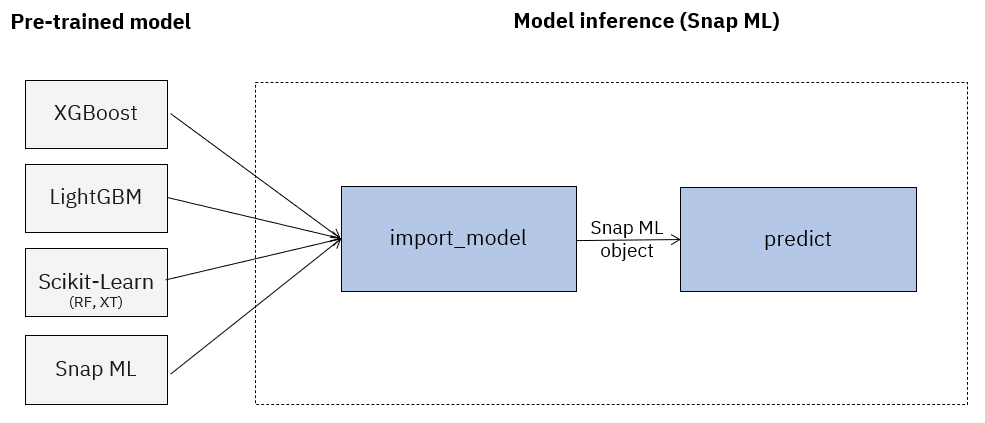 Pre-trained model
Model inference (Snap ML)
XGBoost
LightGBM
Scikit-Learn
(RF, XT)
Snap ML
import_model
Snap ML
object
predict